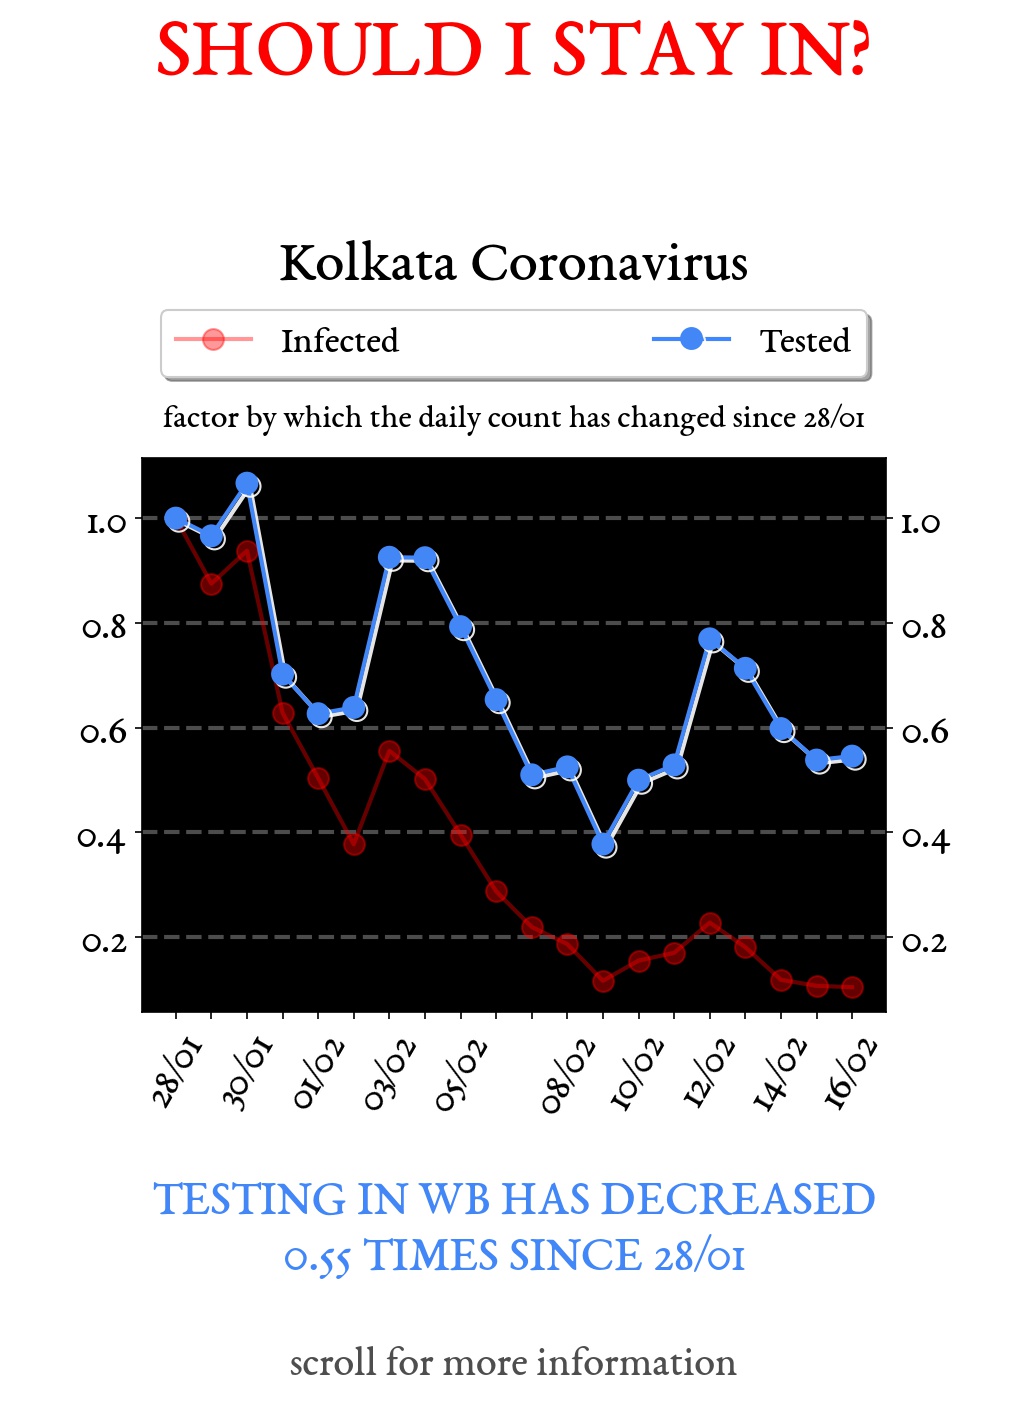 SHOULD I STAY IN?
Kolkata Coronavirus
Infected Tested
factor by which the daily count has changed since 28/01
1.0 1.0
0.8 0.8
0.6 0.6
0.4 0.4
0.2 0.2
28/01 30/01 01/02 03/02 05/02 08/02 10/02 12/02 14/02 16/02
TESTING IN WB HAS DECREASED
0.55 TIMES SINCE 28/01
scroll for more information